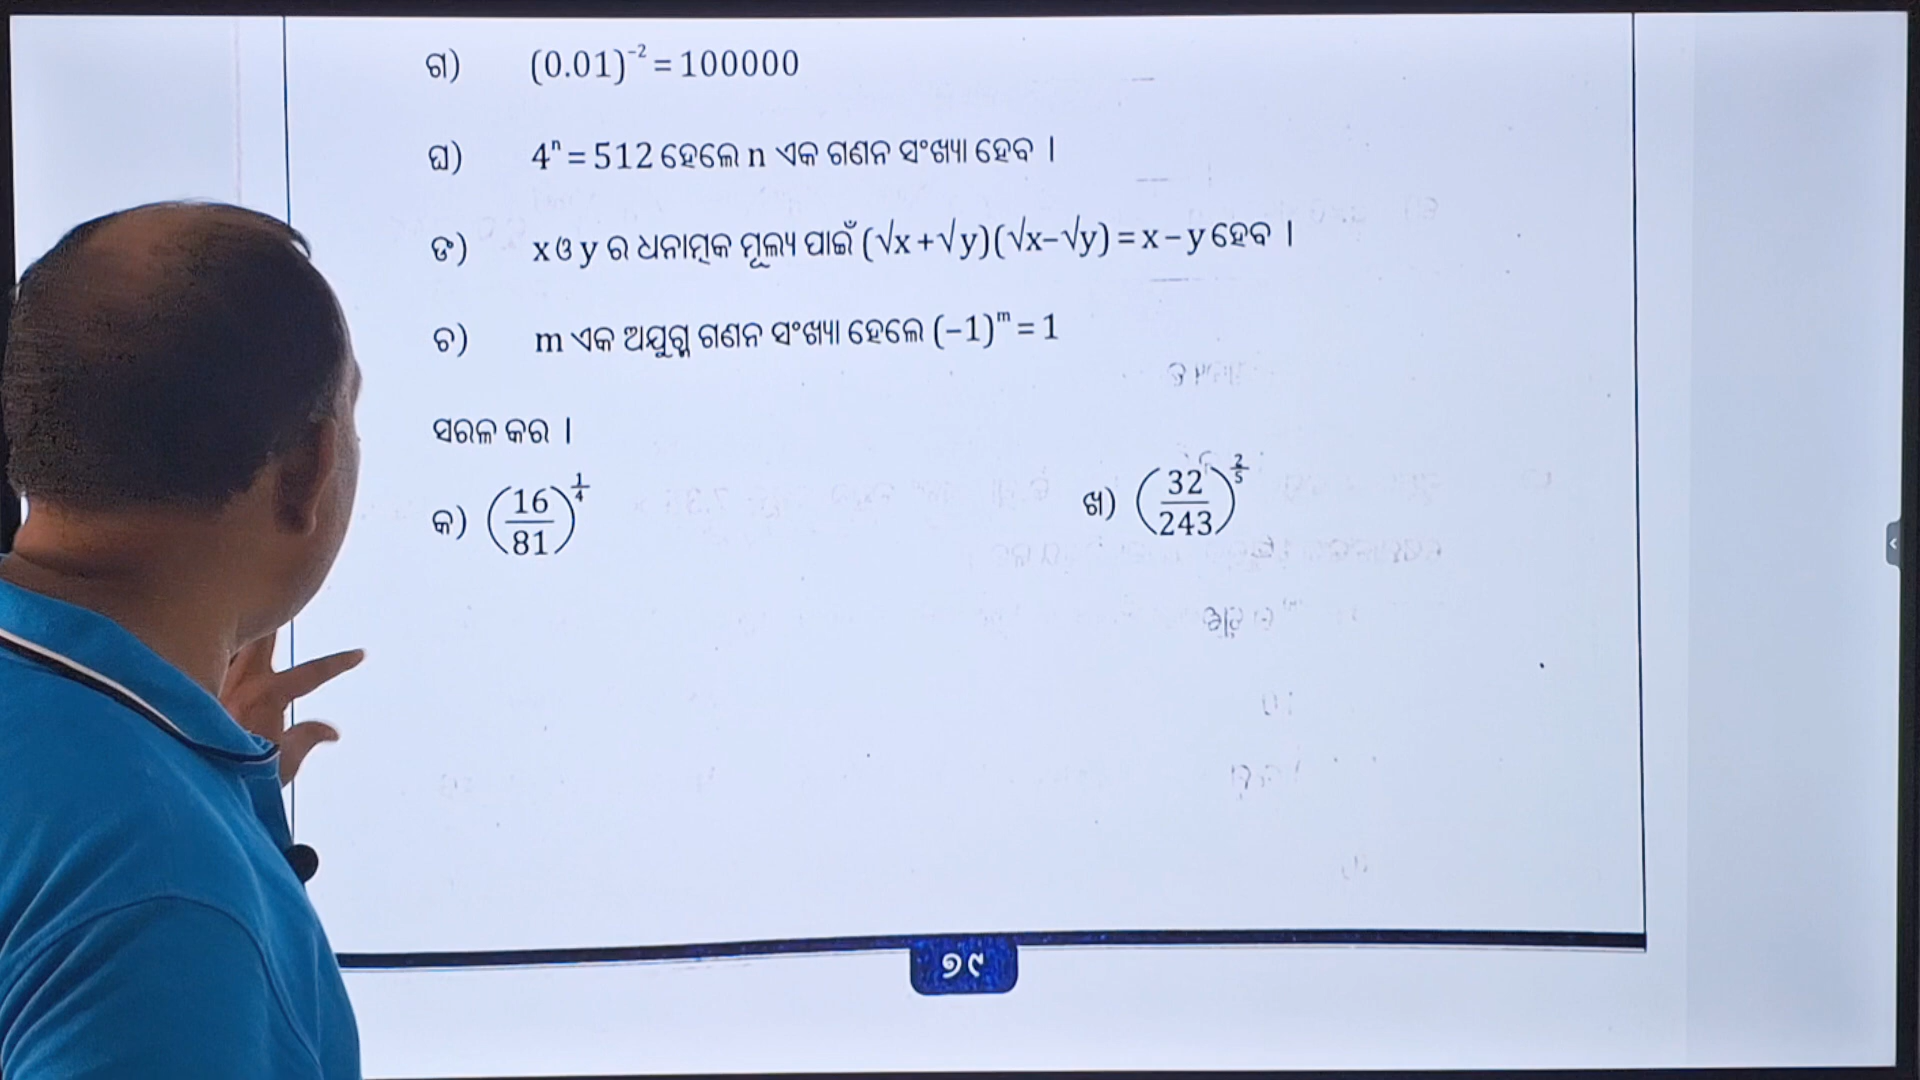 ଗ) (0.01)⁻² = 100000
ଘ) 4ⁿ = 512 ହେଲେ n ଏକ ଗଣନ ସଂଖ୍ୟା ହେବ ।
ଙ) x ଓ y ର ଧନାତ୍ମକ ମୂଲ୍ୟ ପାଇଁ (√x + √y)(√x − √y) = x − y ହେବ ।
ଚ) m ଏକ ଅଯୁଗ୍ମ ଗଣନ ସଂଖ୍ୟା ହେଲେ (−1)ᵐ = 1
ସରଳ କର ।
କ) (16/81)^(1/4) ଖ) (32/243)^(2/5)
୭୯